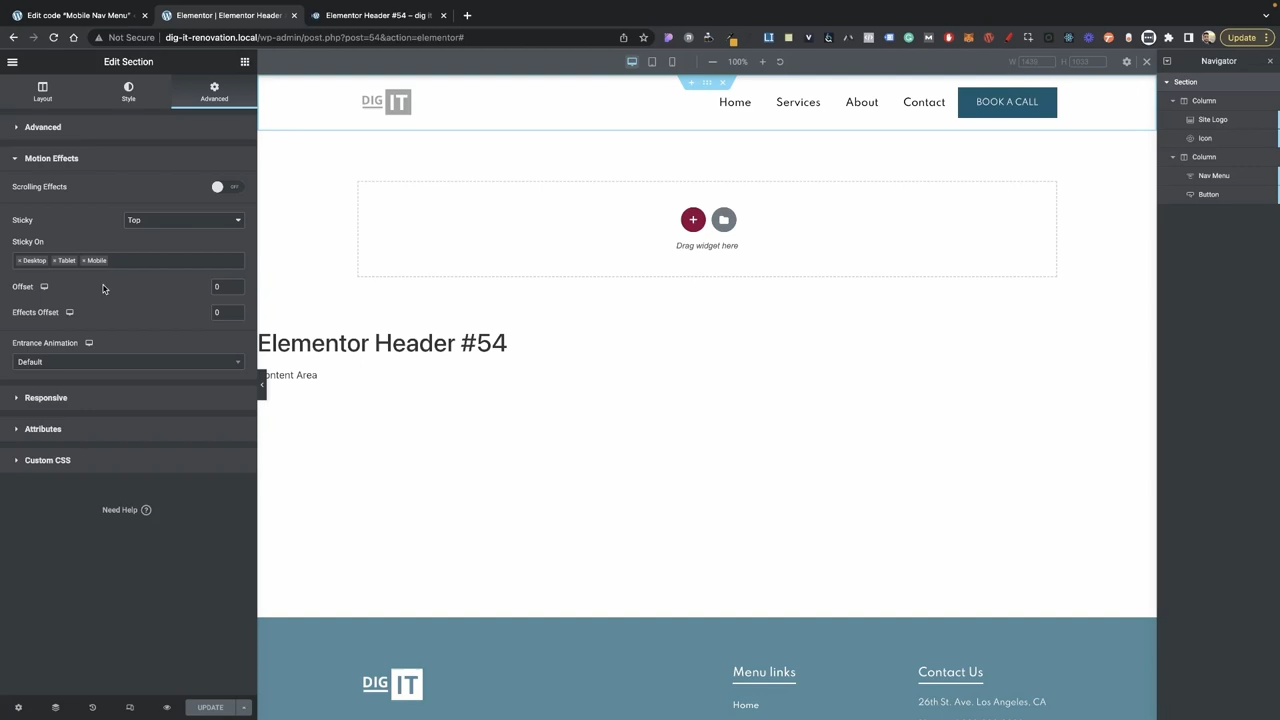 Edit code "Mobile Nav Menu" ‹
Elementor | Elementor Header
Elementor Header #54 – dig it
Not Secure
dig-it-renovation.local/wp-admin/post.php?post=54&action=elementor#
Update
Edit Section
100%
W 1439
H 1033
Navigator
Layout
Style
Advanced
Advanced
Motion Effects
Scrolling Effects
OFF
Sticky
Top
Sticky On
× Desktop × Tablet × Mobile
Offset
0
Effects Offset
0
Entrance Animation
Default
Responsive
Attributes
Custom CSS
Need Help
UPDATE
DIG IT
Home
Services
About
Contact
BOOK A CALL
Drag widget here
Elementor Header #54
ontent Area
DIG IT
Menu links
Home
Contact Us
26th St. Ave. Los Angeles, CA
Section
Column
Site Logo
Icon
Column
Nav Menu
Button